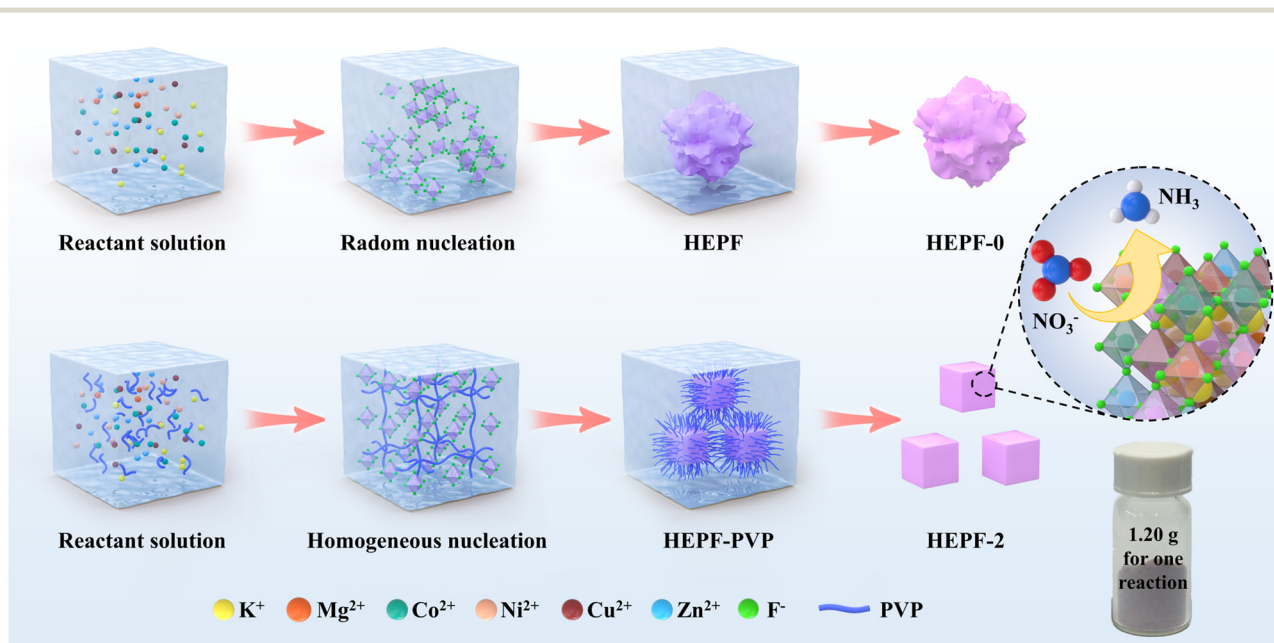 Reactant solution
Radom nucleation
HEPF
HEPF-0
NH₃
NO₃⁻
Reactant solution
Homogeneous nucleation
HEPF-PVP
HEPF-2
1.20 g
for one
reaction
K⁺ Mg²⁺ Co²⁺ Ni²⁺ Cu²⁺ Zn²⁺ F⁻ PVP